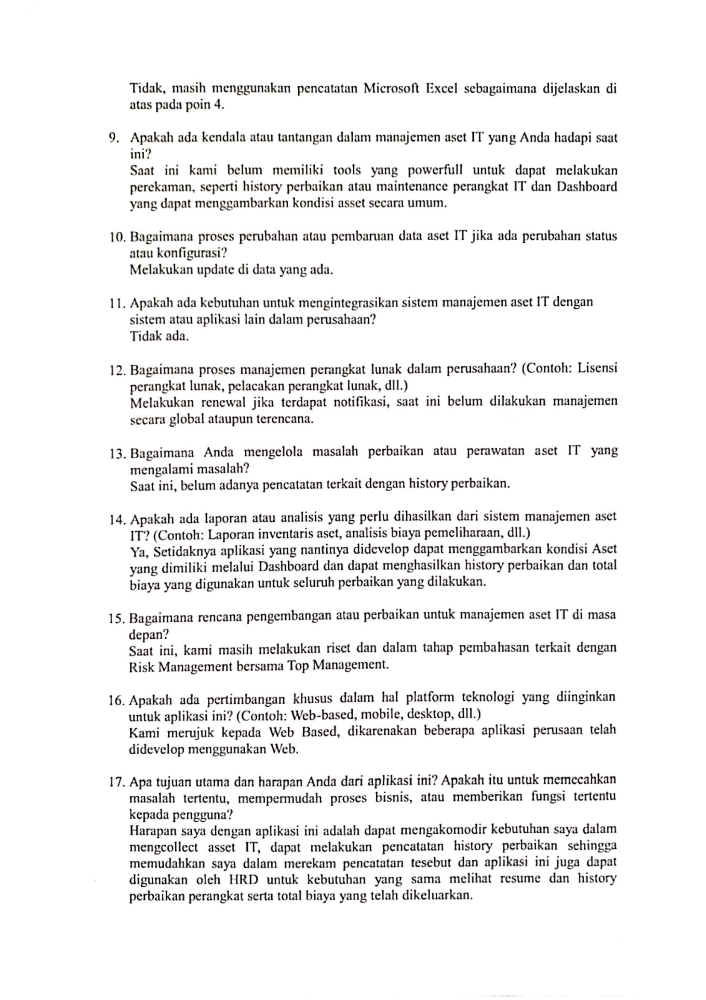 Tidak, masih menggunakan pencatatan Microsoft Excel sebagaimana dijelaskan di
atas pada poin 4.
9. Apakah ada kendala atau tantangan dalam manajemen aset IT yang Anda hadapi saat
ini?
Saat ini kami belum memiliki tools yang powerfull untuk dapat melakukan
perekaman, seperti history perbaikan atau maintenance perangkat IT dan Dashboard
yang dapat menggambarkan kondisi asset secara umum.
10. Bagaimana proses perubahan atau pembaruan data aset IT jika ada perubahan status
atau konfigurasi?
Melakukan update di data yang ada.
11. Apakah ada kebutuhan untuk mengintegrasikan sistem manajemen aset IT dengan
sistem atau aplikasi lain dalam perusahaan?
Tidak ada.
12. Bagaimana proses manajemen perangkat lunak dalam perusahaan? (Contoh: Lisensi
perangkat lunak, pelacakan perangkat lunak, dll.)
Melakukan renewal jika terdapat notifikasi, saat ini belum dilakukan manajemen
secara global ataupun terencana.
13. Bagaimana Anda mengelola masalah perbaikan atau perawatan aset IT yang
mengalami masalah?
Saat ini, belum adanya pencatatan terkait dengan history perbaikan.
14. Apakah ada laporan atau analisis yang perlu dihasilkan dari sistem manajemen aset
IT? (Contoh: Laporan inventaris aset, analisis biaya pemeliharaan, dll.)
Ya, Setidaknya aplikasi yang nantinya didevelop dapat menggambarkan kondisi Aset
yang dimiliki melalui Dashboard dan dapat menghasilkan history perbaikan dan total
biaya yang digunakan untuk seluruh perbaikan yang dilakukan.
15. Bagaimana rencana pengembangan atau perbaikan untuk manajemen aset IT di masa
depan?
Saat ini, kami masih melakukan riset dan dalam tahap pembahasan terkait dengan
Risk Management bersama Top Management.
16. Apakah ada pertimbangan khusus dalam hal platform teknologi yang diinginkan
untuk aplikasi ini? (Contoh: Web-based, mobile, desktop, dll.)
Kami merujuk kepada Web Based, dikarenakan beberapa aplikasi perusaan telah
didevelop menggunakan Web.
17. Apa tujuan utama dan harapan Anda dari aplikasi ini? Apakah itu untuk memecahkan
masalah tertentu, mempermudah proses bisnis, atau memberikan fungsi tertentu
kepada pengguna?
Harapan saya dengan aplikasi ini adalah dapat mengakomodir kebutuhan saya dalam
mengcollect asset IT, dapat melakukan pencatatan history perbaikan sehingga
memudahkan saya dalam merekam pencatatan tesebut dan aplikasi ini juga dapat
digunakan oleh HRD untuk kebutuhan yang sama melihat resume dan history
perbaikan perangkat serta total biaya yang telah dikeluarkan.